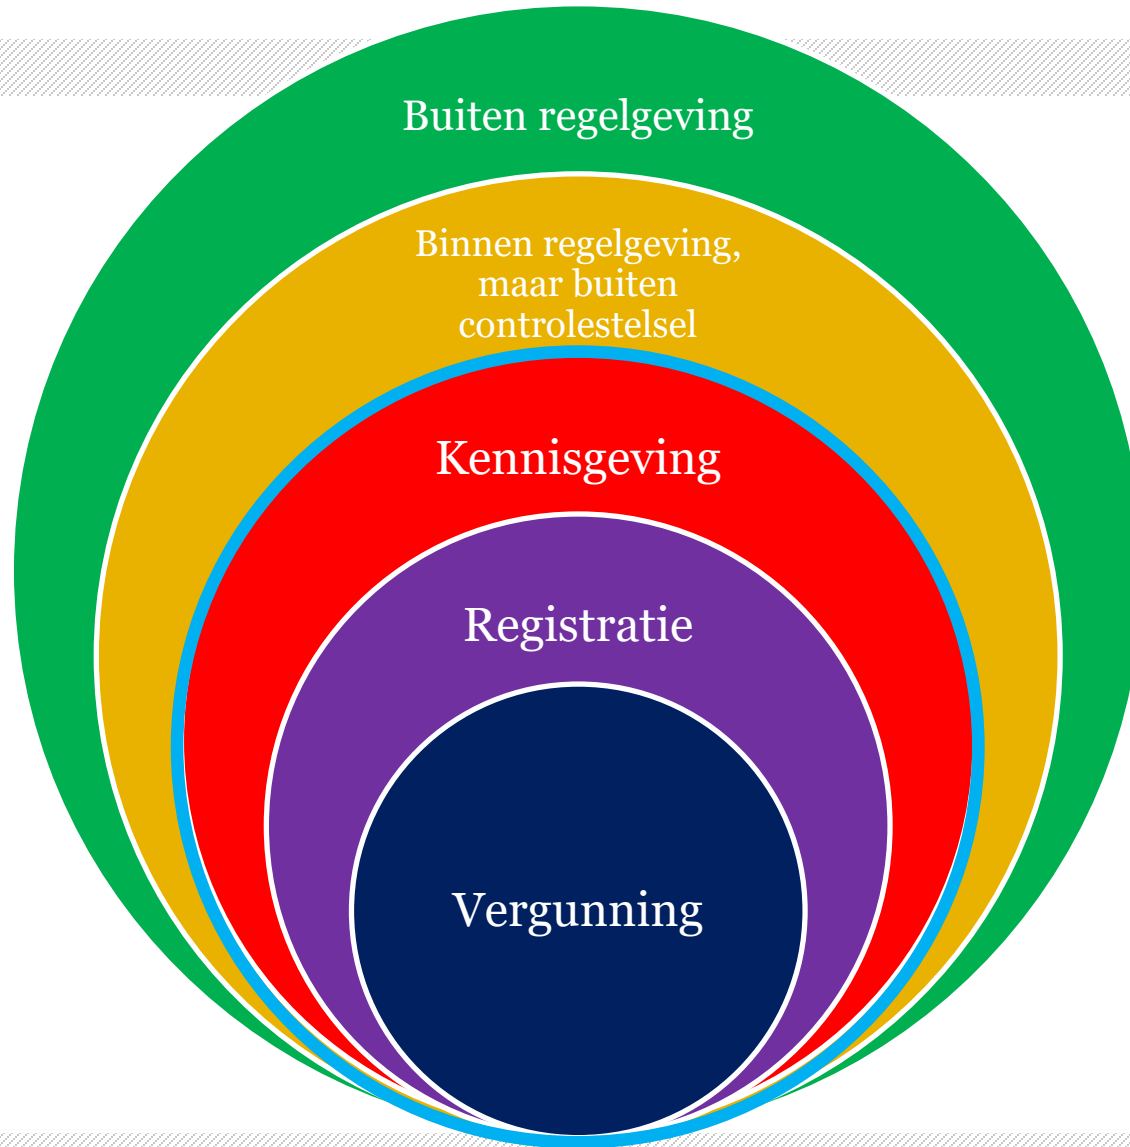 Buiten regelgeving
Binnen regelgeving,
maar buiten
controlestelsel
Kennisgeving
Registratie
Vergunning